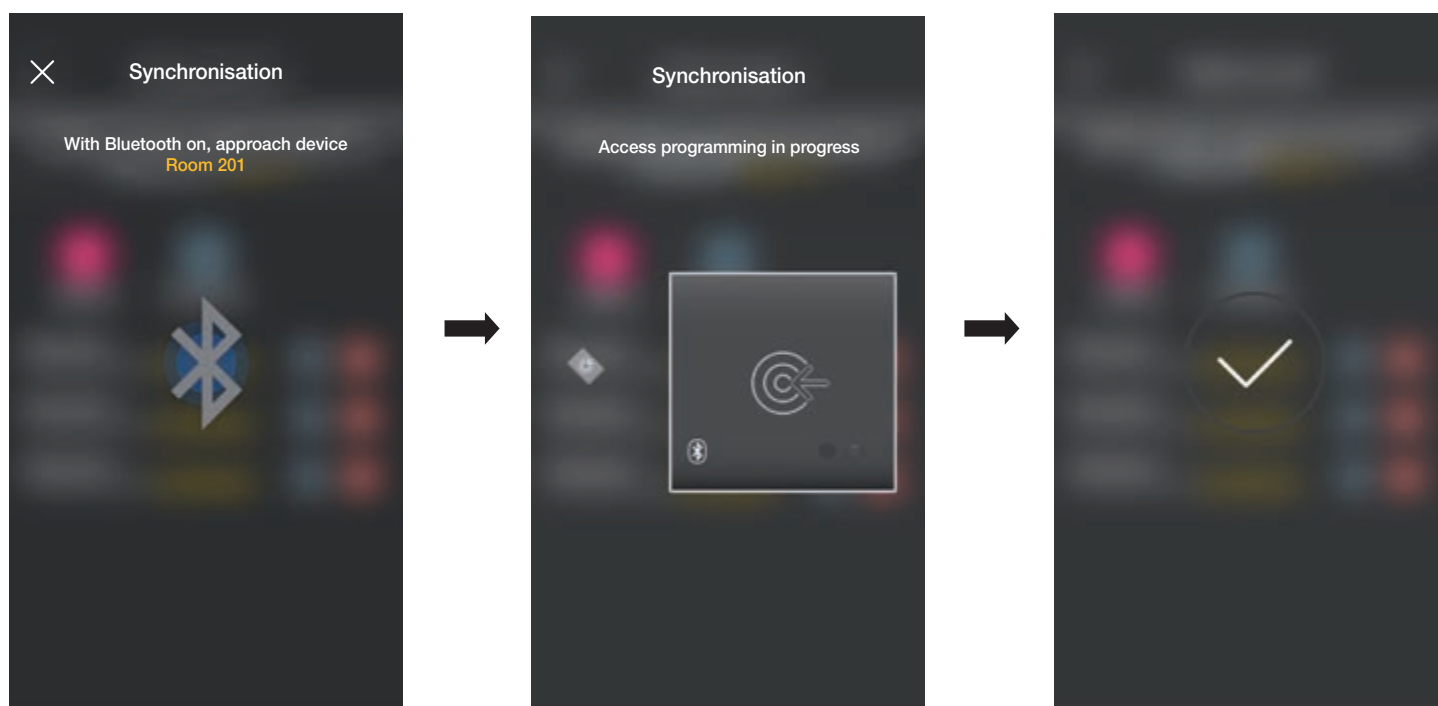 Synchronisation
With Bluetooth on, approach device
Room 201
Synchronisation
Access programming in progress